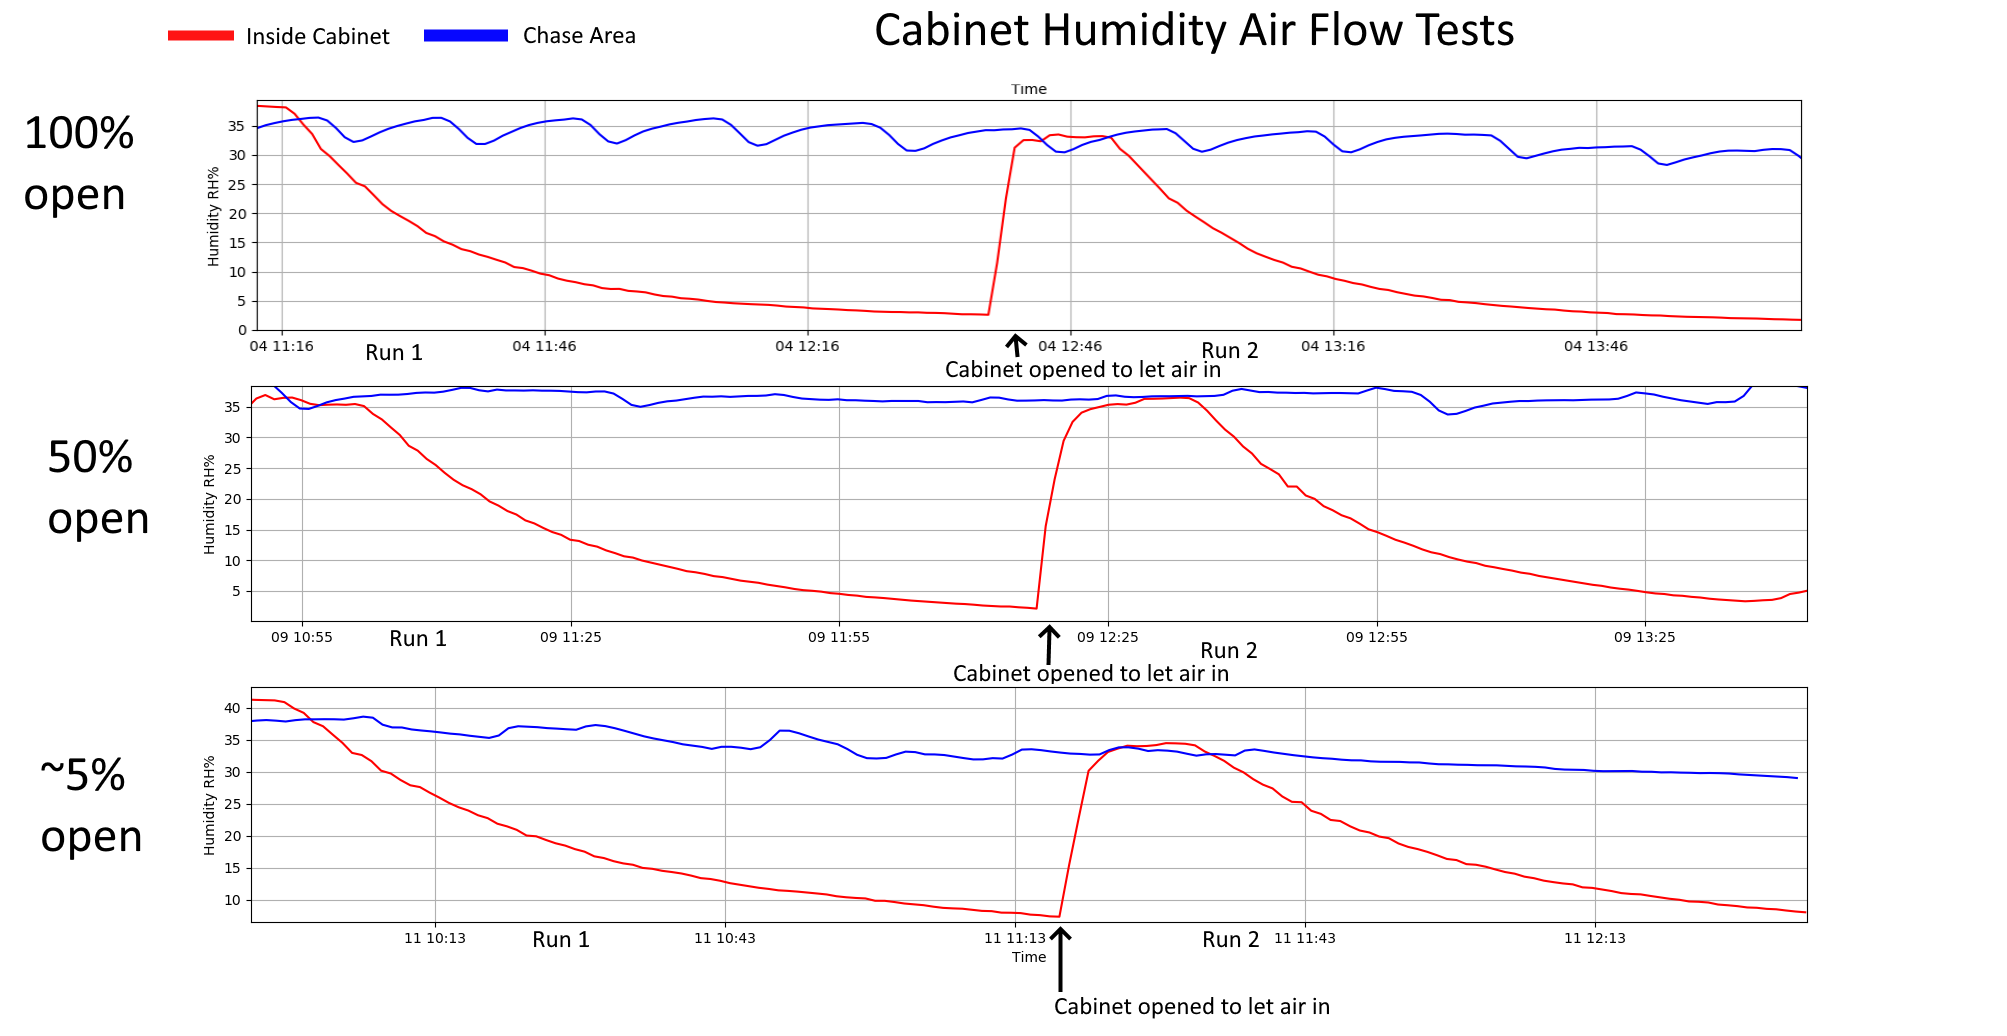 Inside Cabinet
Chase Area
Cabinet Humidity Air Flow Tests
100%
open
Time
Humidity RH%
35
30
25
20
15
10
5
0
04 11:16
04 11:46
04 12:16
04 12:46
04 13:16
04 13:46
Run 1
Run 2
Cabinet opened to let air in
50%
open
Humidity RH%
35
30
25
20
15
10
5
09 10:55
09 11:25
09 11:55
09 12:25
09 12:55
09 13:25
Run 1
Run 2
Cabinet opened to let air in
~5%
open
Humidity RH%
40
35
30
25
20
15
10
11 10:13
11 10:43
11 11:13
11 11:43
11 12:13
Run 1
Run 2
Time
Cabinet opened to let air in